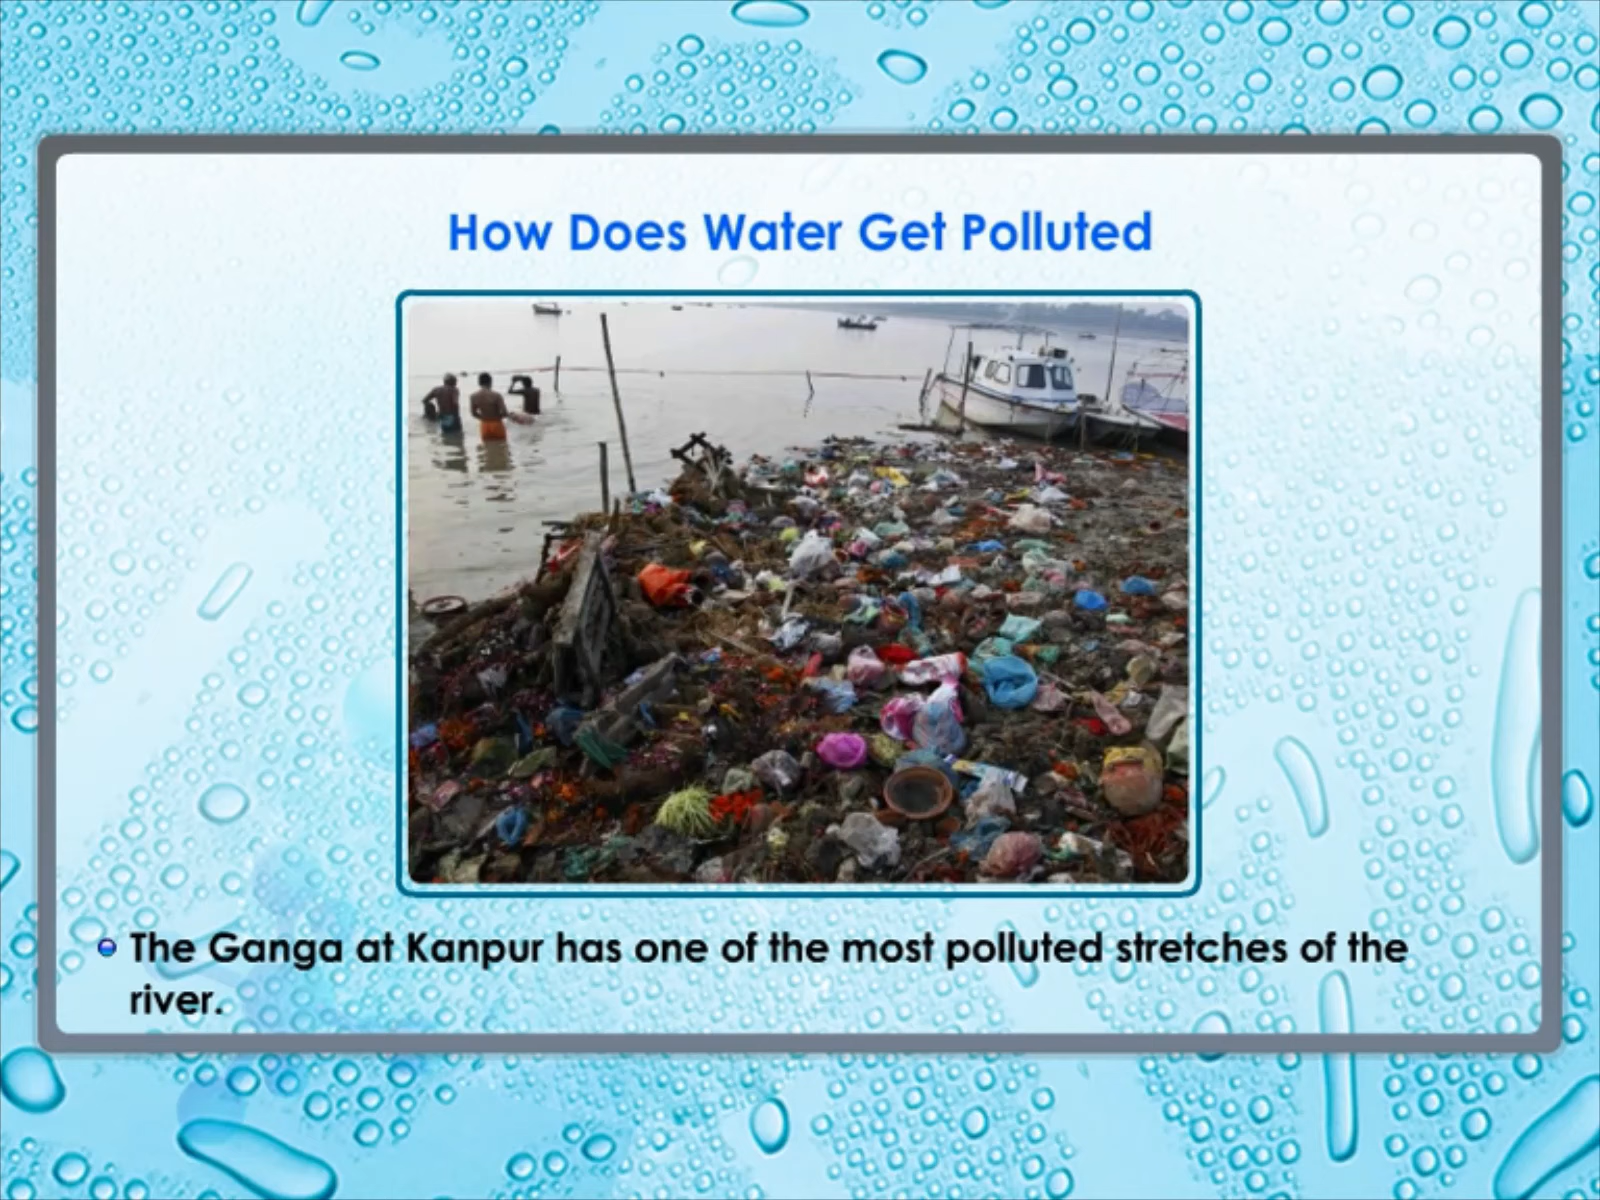 How Does Water Get Polluted
The Ganga at Kanpur has one of the most polluted stretches of the
river.